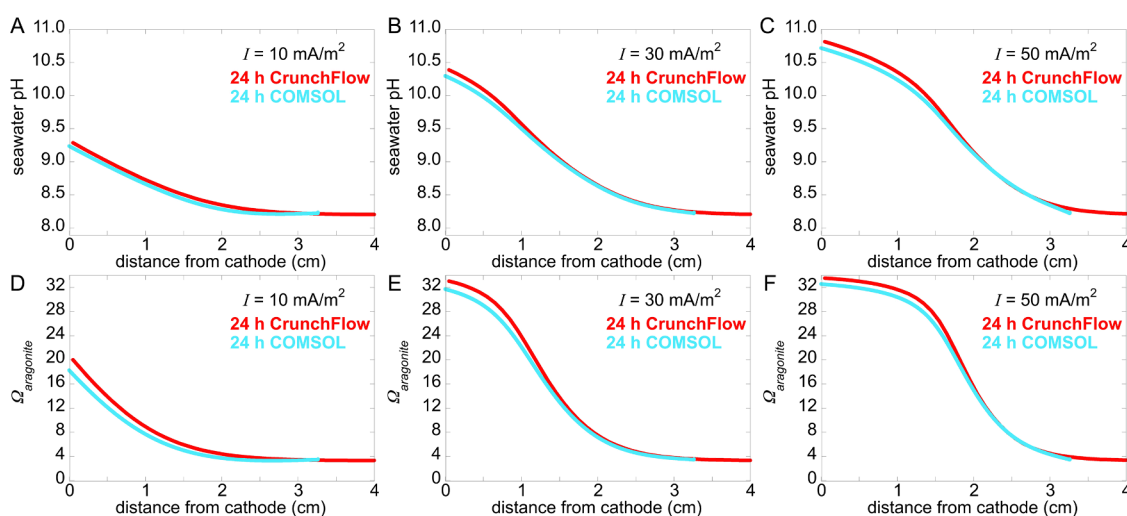 A
I = 10 mA/m²
24 h CrunchFlow
24 h COMSOL
seawater pH
11.0
10.5
10.0
9.5
9.0
8.5
8.0
0 1 2 3 4
distance from cathode (cm)
B
I = 30 mA/m²
24 h CrunchFlow
24 h COMSOL
seawater pH
11.0
10.5
10.0
9.5
9.0
8.5
8.0
0 1 2 3 4
distance from cathode (cm)
C
I = 50 mA/m²
24 h CrunchFlow
24 h COMSOL
seawater pH
11.0
10.5
10.0
9.5
9.0
8.5
8.0
0 1 2 3 4
distance from cathode (cm)
D
I = 10 mA/m²
24 h CrunchFlow
24 h COMSOL
Ωaragonite
32
28
24
20
16
12
8
4
0
0 1 2 3 4
distance from cathode (cm)
E
I = 30 mA/m²
24 h CrunchFlow
24 h COMSOL
Ωaragonite
32
28
24
20
16
12
8
4
0
0 1 2 3 4
distance from cathode (cm)
F
I = 50 mA/m²
24 h CrunchFlow
24 h COMSOL
Ωaragonite
32
28
24
20
16
12
8
4
0
0 1 2 3 4
distance from cathode (cm)